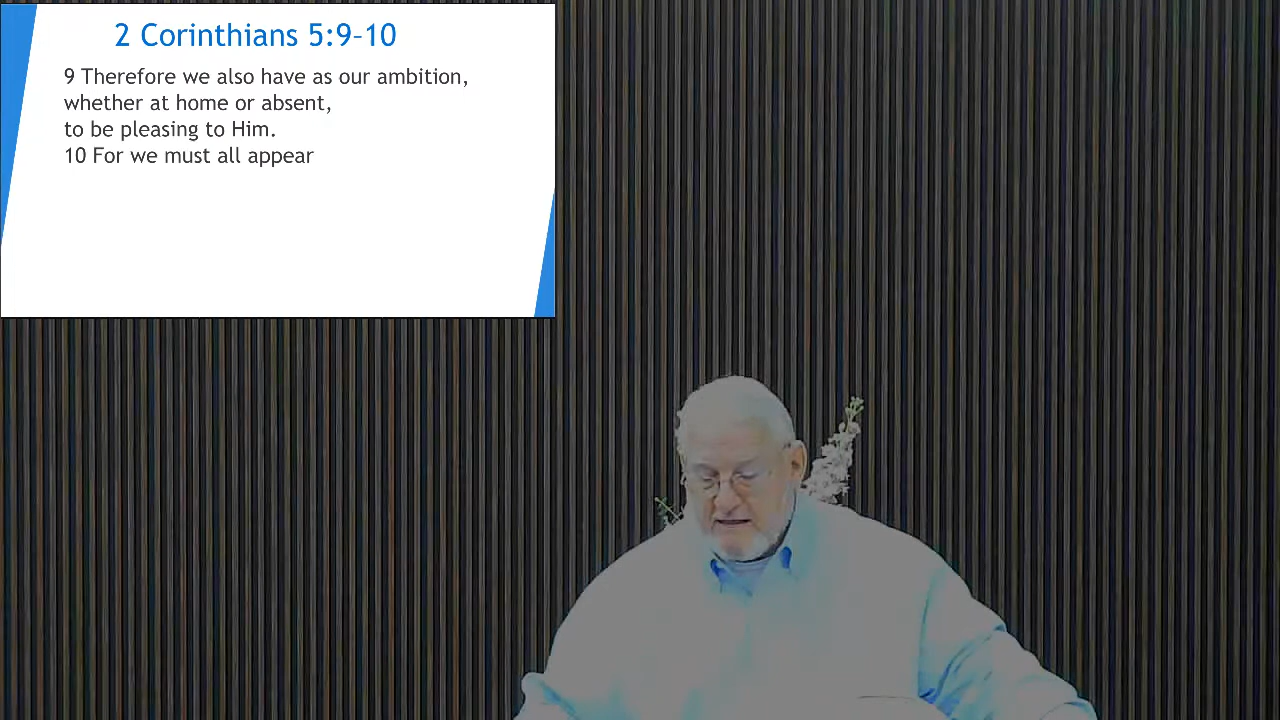 2 Corinthians 5:9–10
9 Therefore we also have as our ambition,
whether at home or absent,
to be pleasing to Him.
10 For we must all appear